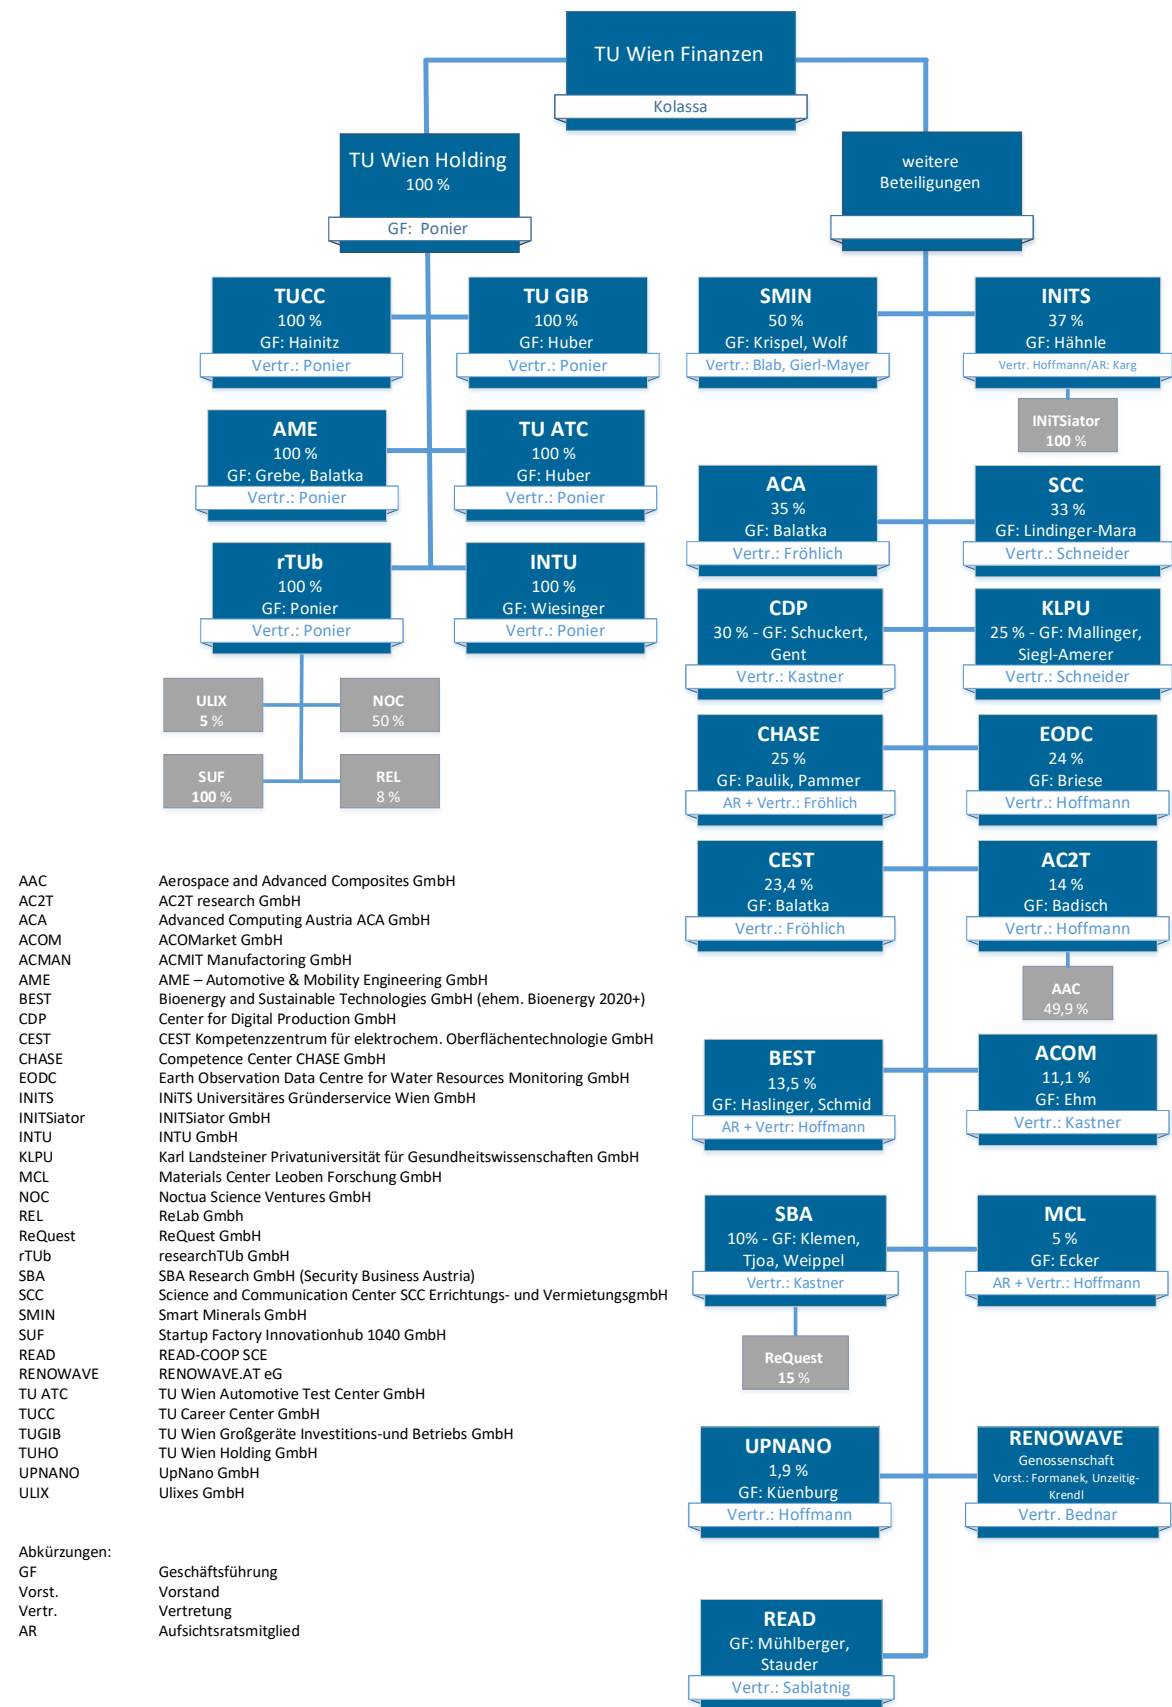 TU Wien Finanzen
Kolassa
TU Wien Holding
100 %
GF:  Ponier
weitere
Beteiligungen
TUCC
100 %
GF: Hainitz
Vertr.: Ponier
TU GIB
100 %
GF: Huber
Vertr.: Ponier
AME
100 %
GF: Grebe, Balatka
Vertr.: Ponier
TU ATC
100 %
GF: Huber
Vertr.: Ponier
rTUb
100 %
GF: Ponier
Vertr.: Ponier
INTU
100 %
GF: Wiesinger
Vertr.: Ponier
ULIX
5 %
NOC
50 %
SUF
100 %
REL
8 %
SMIN
50 %
GF: Krispel, Wolf
Vertr.: Blab, Gierl-Mayer
INITS
37 %
GF: Hähnle
Vertr. Hoffmann/AR: Karg
INiTSiator
100 %
ACA
35 %
GF: Balatka
Vertr.: Fröhlich
SCC
33 %
GF: Lindinger-Mara
Vertr.: Schneider
CDP
30 % - GF: Schuckert,
Gent
Vertr.: Kastner
KLPU
25 % - GF: Mallinger,
Siegl-Amerer
Vertr.: Schneider
CHASE
25 %
GF: Paulik, Pammer
AR + Vertr.: Fröhlich
EODC
24 %
GF: Briese
Vertr.: Hoffmann
CEST
23,4 %
GF: Balatka
Vertr.: Fröhlich
AC2T
14 %
GF: Badisch
Vertr.: Hoffmann
AAC
49,9 %
BEST
13,5 %
GF: Haslinger, Schmid
AR + Vertr: Hoffmann
ACOM
11,1 %
GF: Ehm
Vertr.: Kastner
SBA
10% - GF: Klemen,
Tjoa, Weippel
Vertr.: Kastner
MCL
5 %
GF: Ecker
AR + Vertr.: Hoffmann
ReQuest
15 %
UPNANO
1,9 %
GF: Küenburg
Vertr.: Hoffmann
RENOWAVE
Genossenschaft
Vorst.: Formanek, Unzeitig-
Krendl
Vertr. Bednar
READ
GF: Mühlberger,
Stauder
Vertr.: Sablatnig
AAC Aerospace and Advanced Composites GmbH
AC2T AC2T research GmbH
ACA Advanced Computing Austria ACA GmbH
ACOM ACOMarket GmbH
ACMAN ACMIT Manufactoring GmbH
AME AME – Automotive & Mobility Engineering GmbH
BEST Bioenergy and Sustainable Technologies GmbH (ehem. Bioenergy 2020+)
CDP Center for Digital Production GmbH
CEST CEST Kompetenzzentrum für elektrochem. Oberflächentechnologie GmbH
CHASE Competence Center CHASE GmbH
EODC Earth Observation Data Centre for Water Resources Monitoring GmbH
INITS INiTS Universitäres Gründerservice Wien GmbH
INITSiator INITSiator GmbH
INTU INTU GmbH
KLPU Karl Landsteiner Privatuniversität für Gesundheitswissenschaften GmbH
MCL Materials Center Leoben Forschung GmbH
NOC Noctua Science Ventures GmbH
REL ReLab Gmbh
ReQuest ReQuest GmbH
rTUb researchTUb GmbH
SBA SBA Research GmbH (Security Business Austria)
SCC Science and Communication Center SCC Errichtungs- und VermietungsgmbH
SMIN Smart Minerals GmbH
SUF Startup Factory Innovationhub 1040 GmbH
READ READ-COOP SCE
RENOWAVE RENOWAVE.AT eG
TU ATC TU Wien Automotive Test Center GmbH
TUCC TU Career Center GmbH
TUGIB TU Wien Großgeräte Investitions-und Betriebs GmbH
TUHO TU Wien Holding GmbH
UPNANO UpNano GmbH
ULIX Ulixes GmbH
Abkürzungen:
GF Geschäftsführung
Vorst. Vorstand
Vertr. Vertretung
AR Aufsichtsratsmitglied